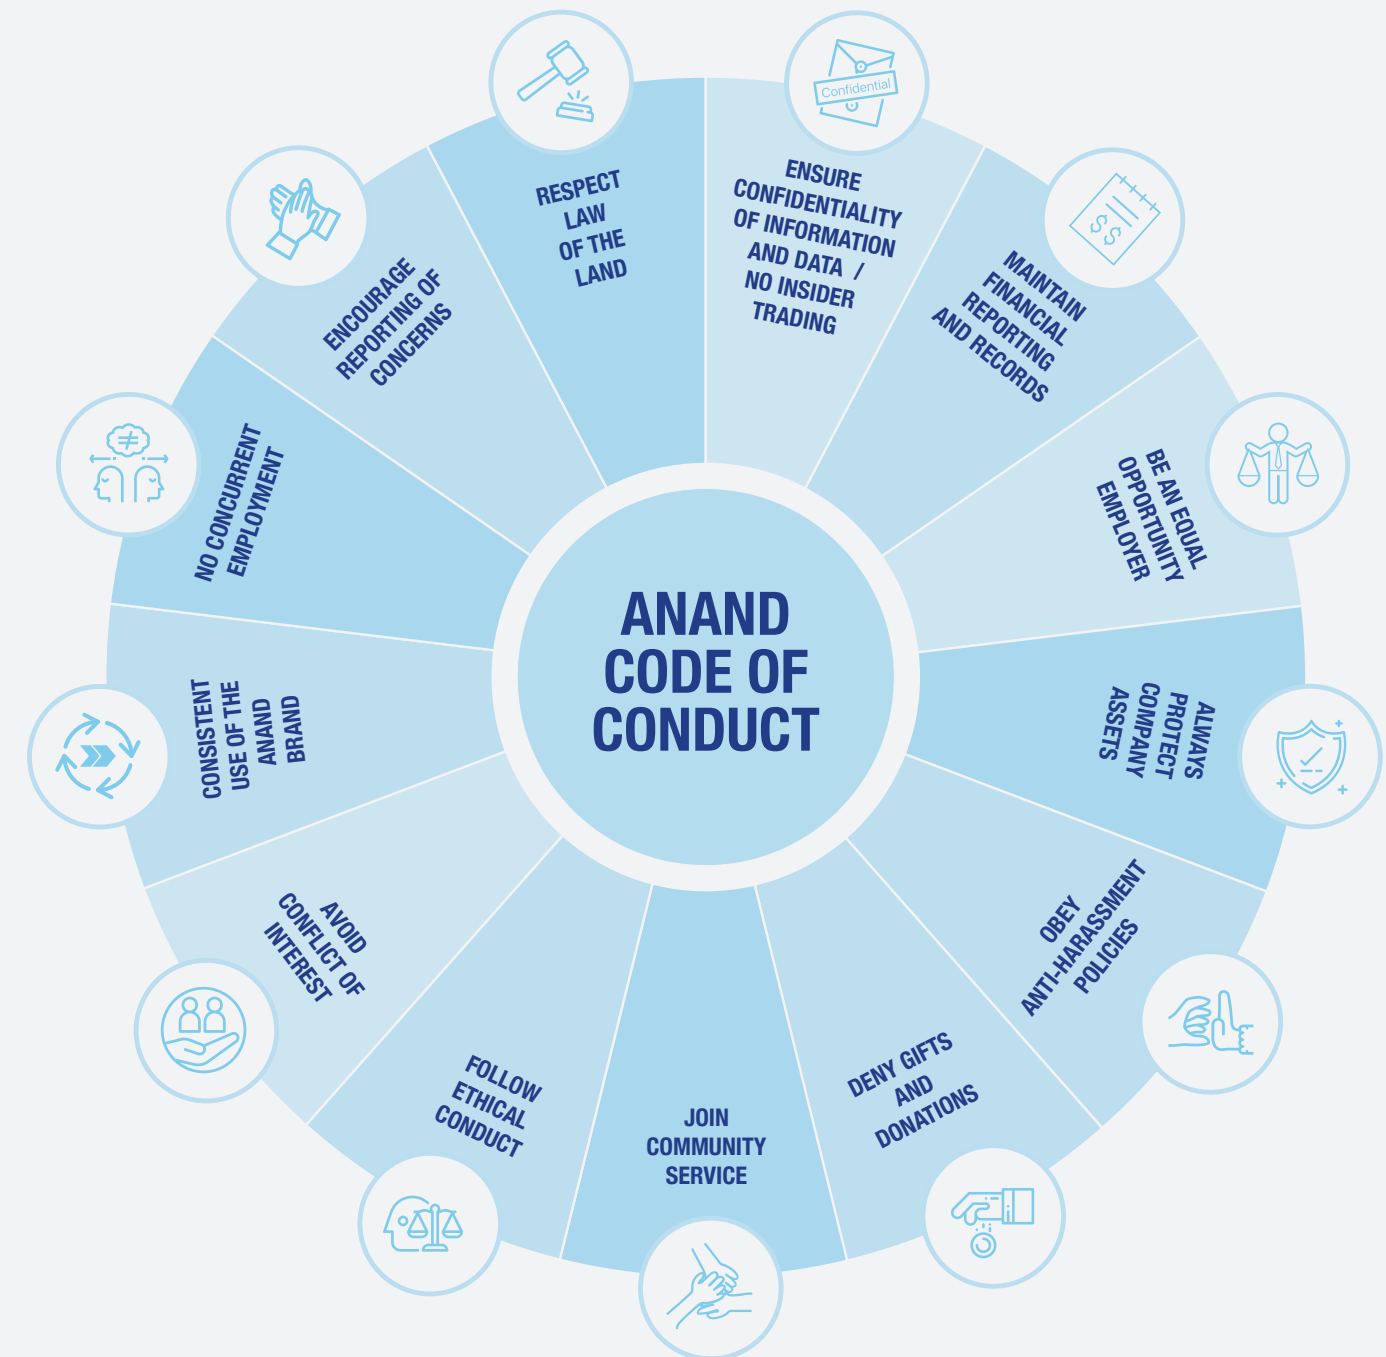 ANAND
CODE OF
CONDUCT
Confidential
ENSURE
CONFIDENTIALITY
OF INFORMATION
AND DATA /
NO INSIDER
TRADING
MAINTAIN
FINANCIAL
REPORTING
AND RECORDS
$$
BE AN EQUAL
OPPORTUNITY
EMPLOYER
ALWAYS
PROTECT
COMPANY
ASSETS
OBEY
ANTI-HARASSMENT
POLICIES
DENY GIFTS
AND
DONATIONS
JOIN
COMMUNITY
SERVICE
FOLLOW
ETHICAL
CONDUCT
AVOID
CONFLICT OF
INTEREST
CONSISTENT
USE OF THE
ANAND
BRAND
NO CONCURRENT
EMPLOYMENT
ENCOURAGE
REPORTING OF
CONCERNS
RESPECT
LAW
OF THE
LAND